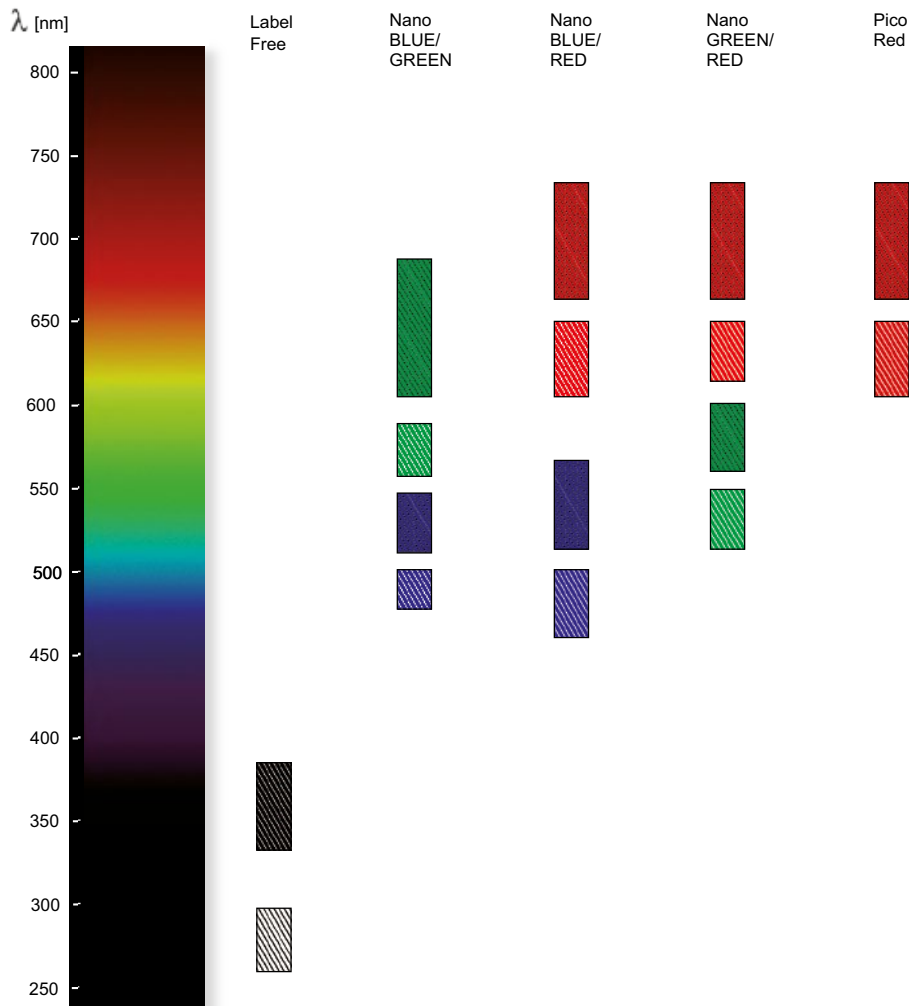 λ [nm]
Label
Free
Nano
BLUE/
GREEN
Nano
BLUE/
RED
Nano
GREEN/
RED
Pico
Red
800
750
700
650
600
550
500
450
400
350
300
250